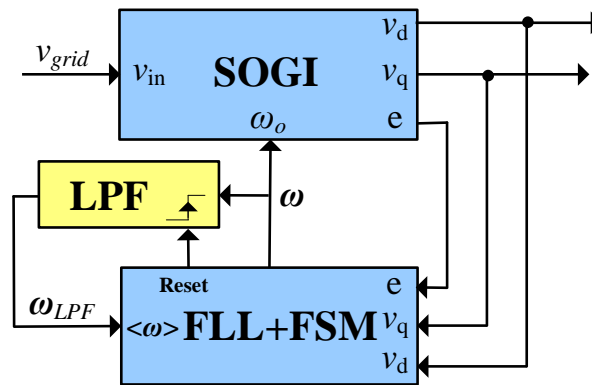 v_d
v_grid
v_in SOGI v_q
ω_o e
LPF ω
Reset e
ω_LPF <ω> FLL+FSM v_q
v_d